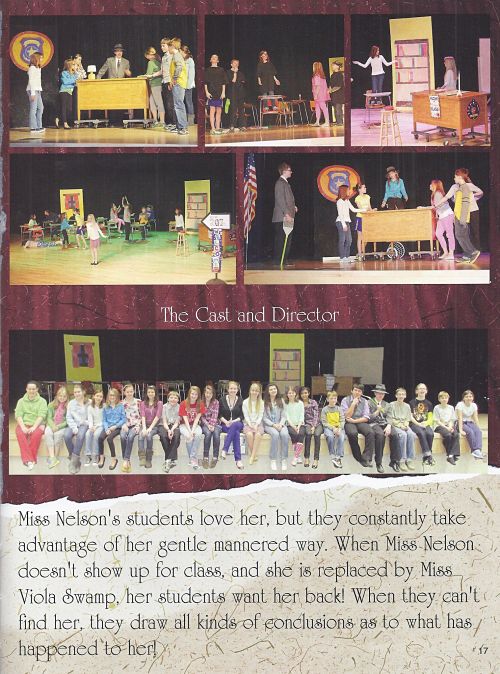 The Cast and Director
Miss Nelson's students love her, but they constantly take
advantage of her gentle mannered way. When Miss Nelson
doesn't show up for class, and she is replaced by Miss
Viola Swamp, her students want her back! When they can't
find her, they draw all kinds of conclusions as to what has
happened to her!
17